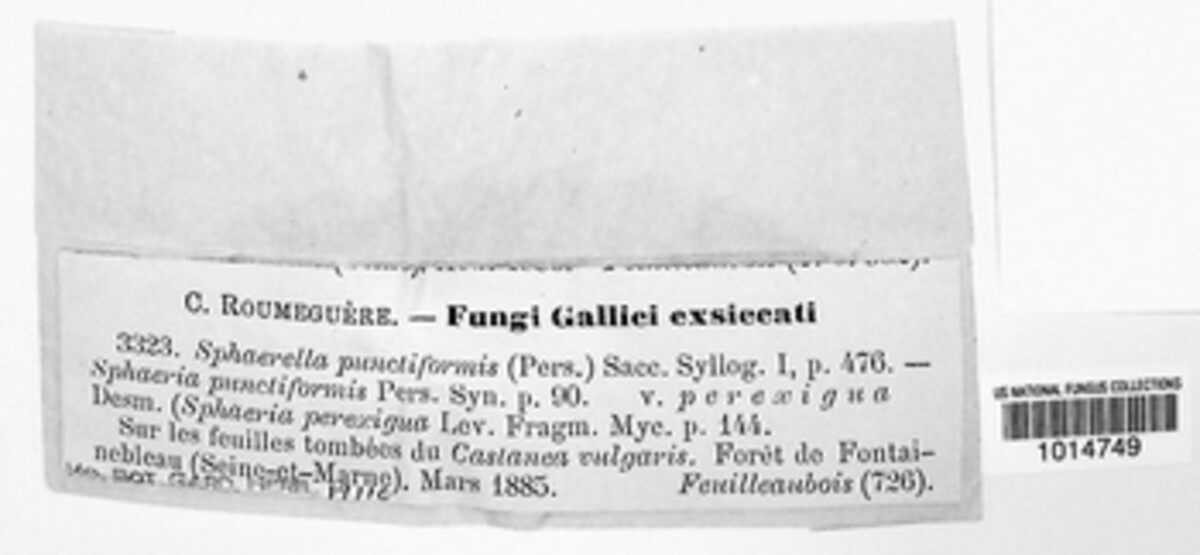 C. ROUMEGUÈRE. — Fungi Gallici exsiccati
3323. Sphaerella punctiformis (Pers.) Sacc. Syllog. I, p. 476. —
Sphaeria punctiformis Pers. Syn. p. 90. v. perexigua
Desm. (Sphaeria perexigua Lev. Fragm. Myc. p. 144.
Sur les feuilles tombées du Castanea vulgaris. Forêt de Fontai-
nebleau (Seine-et-Marne). Mars 1885. Feuilleaubois (726).
BOT. GARD.
US NATIONAL FUNGUS COLLECTIONS
1014749